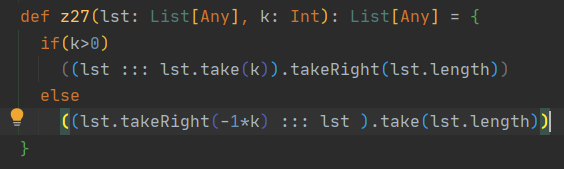 def z27(lst: List[Any], k: Int): List[Any] = {
if(k>0)
((lst ::: lst.take(k)).takeRight(lst.length))
else
((lst.takeRight(-1*k) ::: lst ).take(lst.length))
}